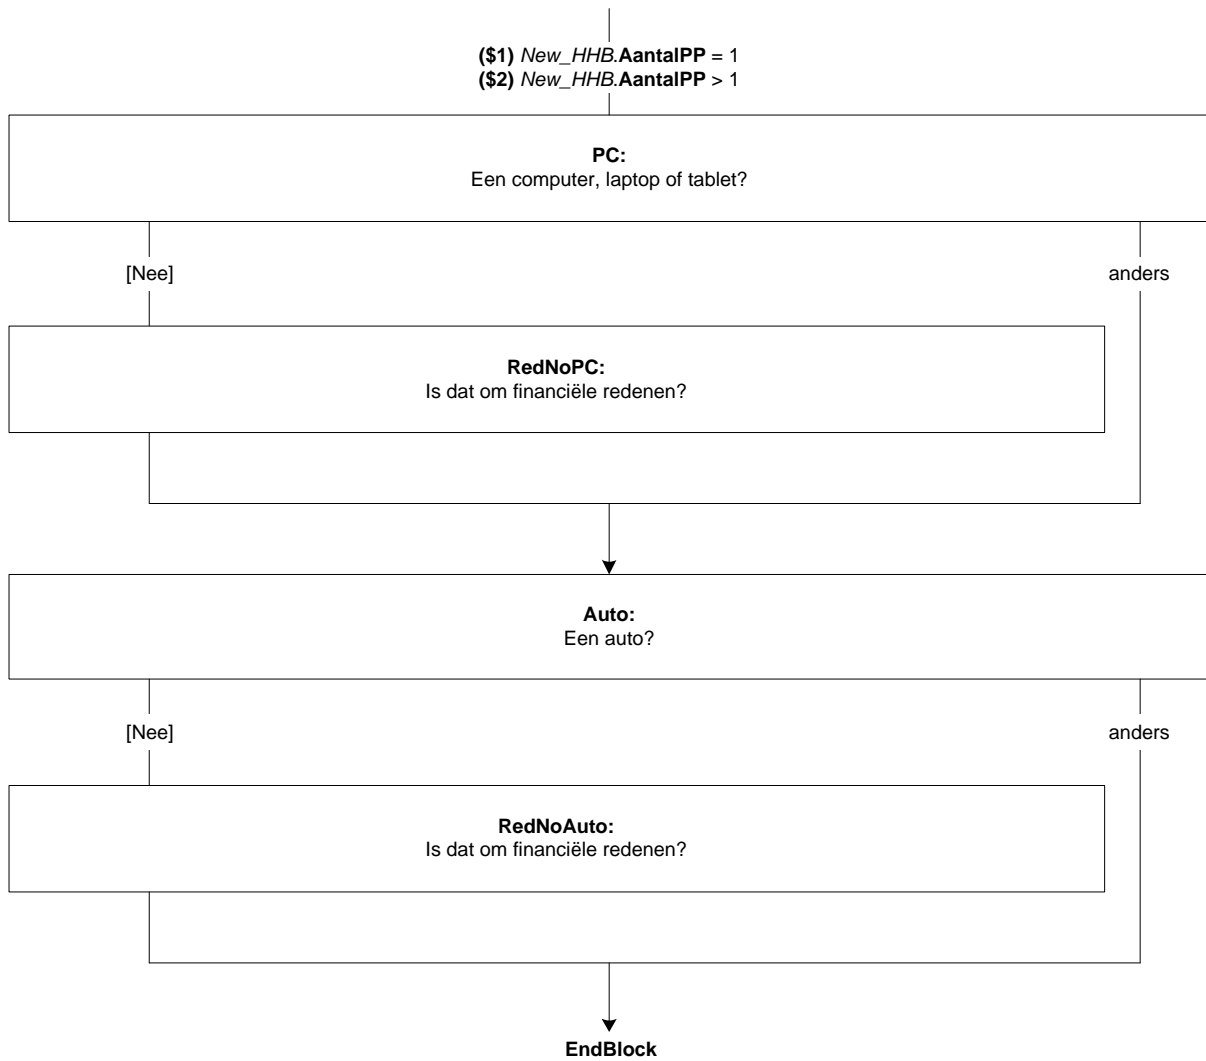 ($1) New_HHB.AantalPP = 1
($2) New_HHB.AantalPP > 1
PC:
Een computer, laptop of tablet?
[Nee]
anders
RedNoPC:
Is dat om financiële redenen?
Auto:
Een auto?
[Nee]
anders
RedNoAuto:
Is dat om financiële redenen?
EndBlock